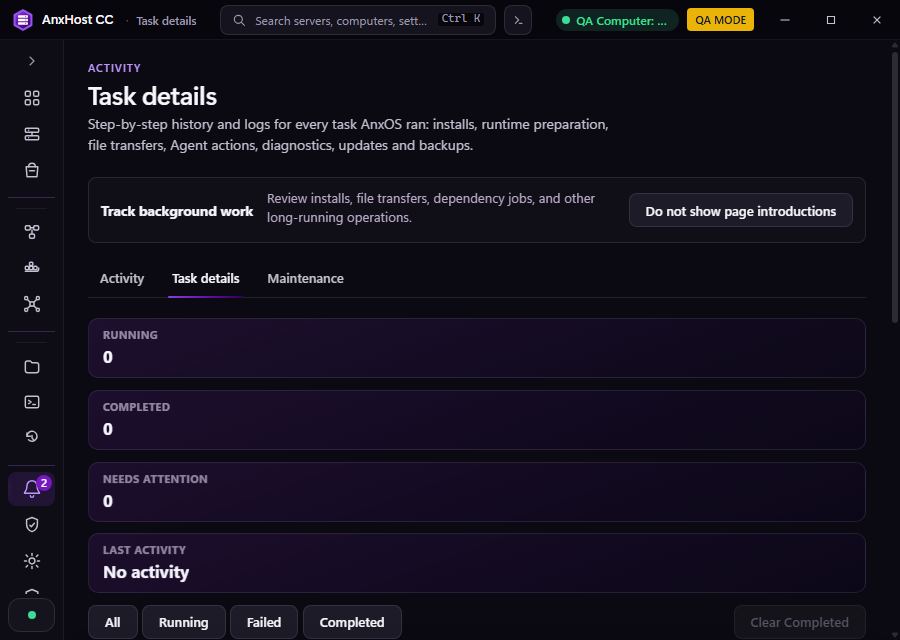 AnxHost CC · Task details
Search servers, computers, sett... Ctrl K
QA Computer: ...
QA MODE
ACTIVITY
Task details
Step-by-step history and logs for every task AnxOS ran: installs, runtime preparation,
file transfers, Agent actions, diagnostics, updates and backups.
Track background work
Review installs, file transfers, dependency jobs, and other
long-running operations.
Do not show page introductions
Activity
Task details
Maintenance
RUNNING
0
COMPLETED
0
2
NEEDS ATTENTION
0
LAST ACTIVITY
No activity
All
Running
Failed
Completed
Clear Completed